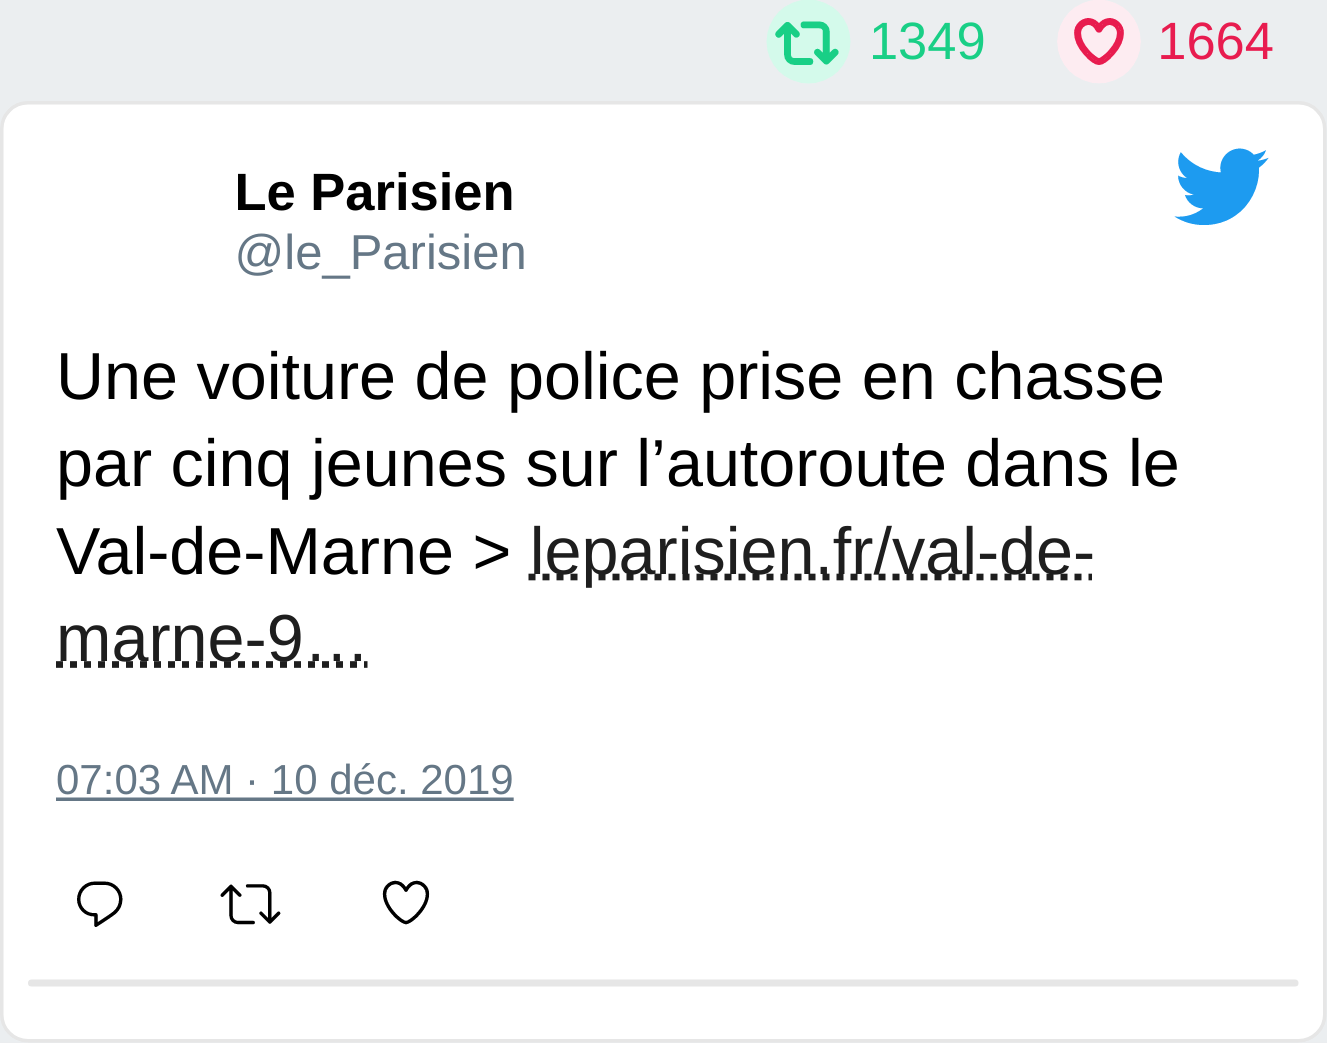 1349 1664
Le Parisien
@le_Parisien
Une voiture de police prise en chasse
par cinq jeunes sur l’autoroute dans le
Val-de-Marne > leparisien.fr/val-de-
marne-9…
07:03 AM · 10 déc. 2019